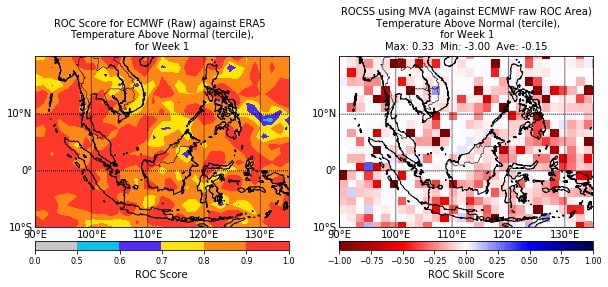 ROC Score for ECMWF (Raw) against ERA5
Temperature Above Normal (tercile),
for Week 1
10°N
0°
10°S
90°E 100°E 110°E 120°E 130°E
0.0 0.5 0.6 0.7 0.8 0.9 1.0
ROC Score
ROCSS using MVA (against ECMWF raw ROC Area)
Temperature Above Normal (tercile),
for Week 1
Max: 0.33 Min: -3.00 Ave: -0.15
10°N
0°
10°S
90°E 100°E 110°E 120°E 130°E
−1.00 −0.75 −0.50 −0.25 0.00 0.25 0.50 0.75 1.00
ROC Skill Score